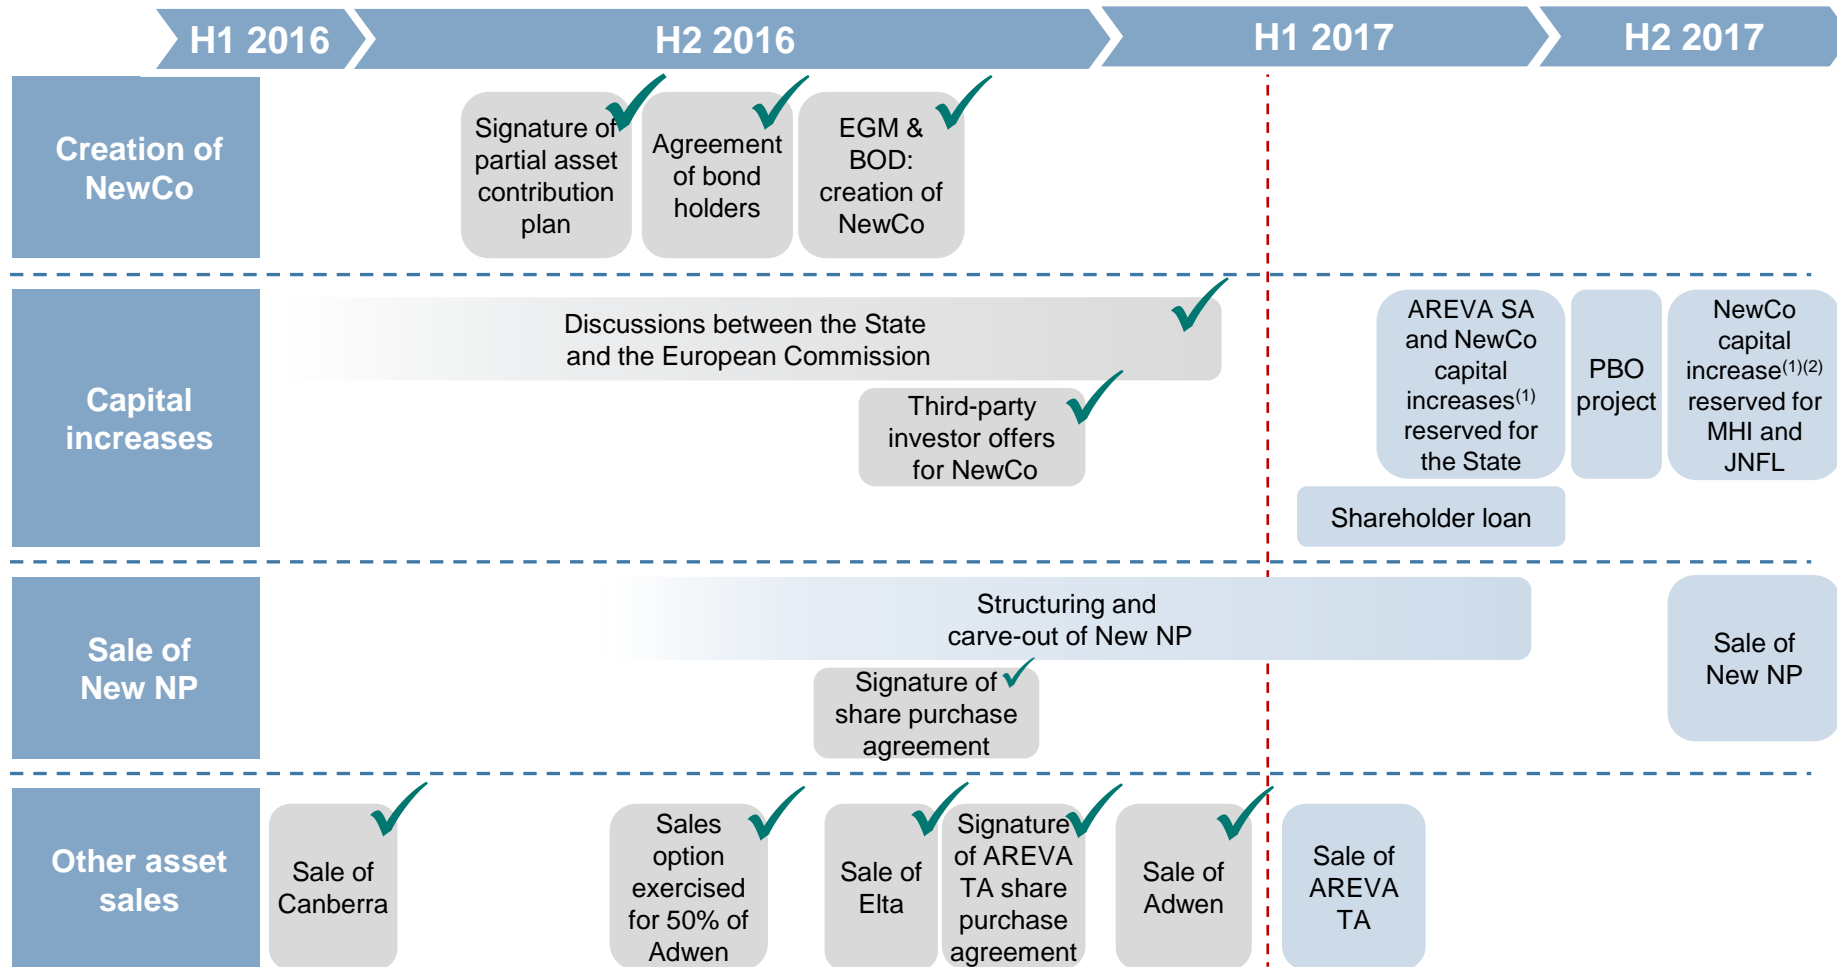 H1 2016
H2 2016
H1 2017
H2 2017
Creation of
NewCo
Signature of
partial asset
contribution
plan
Agreement
of bond
holders
EGM &
BOD:
creation of
NewCo
Capital
increases
Discussions between the State
and the European Commission
Third-party
investor offers
for NewCo
AREVA SA
and NewCo
capital
increases(1)
reserved for
the State
PBO
project
NewCo
capital
increase(1)(2)
reserved for
MHI and
JNFL
Shareholder loan
Sale of
New NP
Structuring and
carve-out of New NP
Signature of
share purchase
agreement
Sale of
New NP
Other asset
sales
Sale of
Canberra
Sales
option
exercised
for 50% of
Adwen
Sale of
Elta
Signature
of AREVA
TA share
purchase
agreement
Sale of
Adwen
Sale of
AREVA
TA